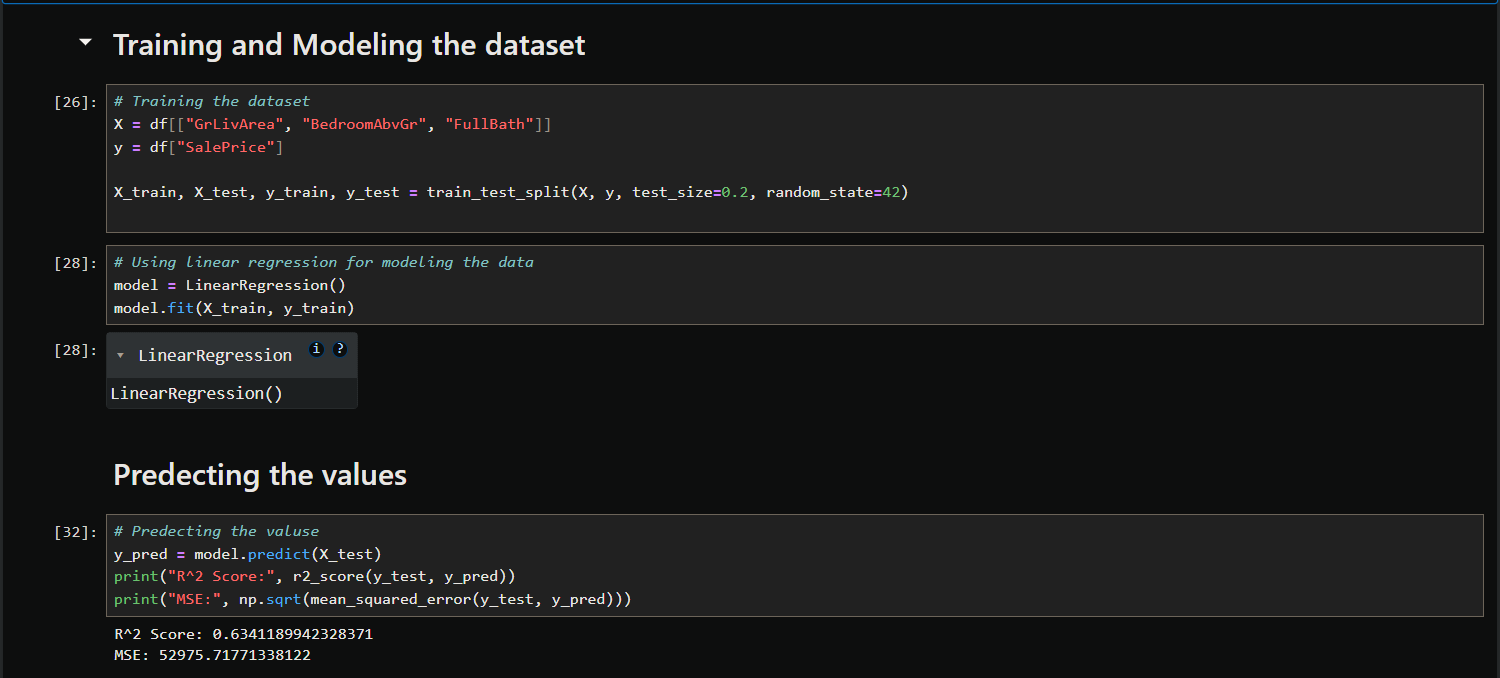 Training and Modeling the dataset
[26]:
# Training the dataset
X = df[["GrLivArea", "BedroomAbvGr", "FullBath"]]
y = df["SalePrice"]
X_train, X_test, y_train, y_test = train_test_split(X, y, test_size=0.2, random_state=42)
[28]:
# Using linear regression for modeling the data
model = LinearRegression()
model.fit(X_train, y_train)
[28]:
LinearRegression i ?
LinearRegression()
Predecting the values
[32]:
# Predecting the valuse
y_pred = model.predict(X_test)
print("R^2 Score:", r2_score(y_test, y_pred))
print("MSE:", np.sqrt(mean_squared_error(y_test, y_pred)))
R^2 Score: 0.6341189942328371
MSE: 52975.71771338122